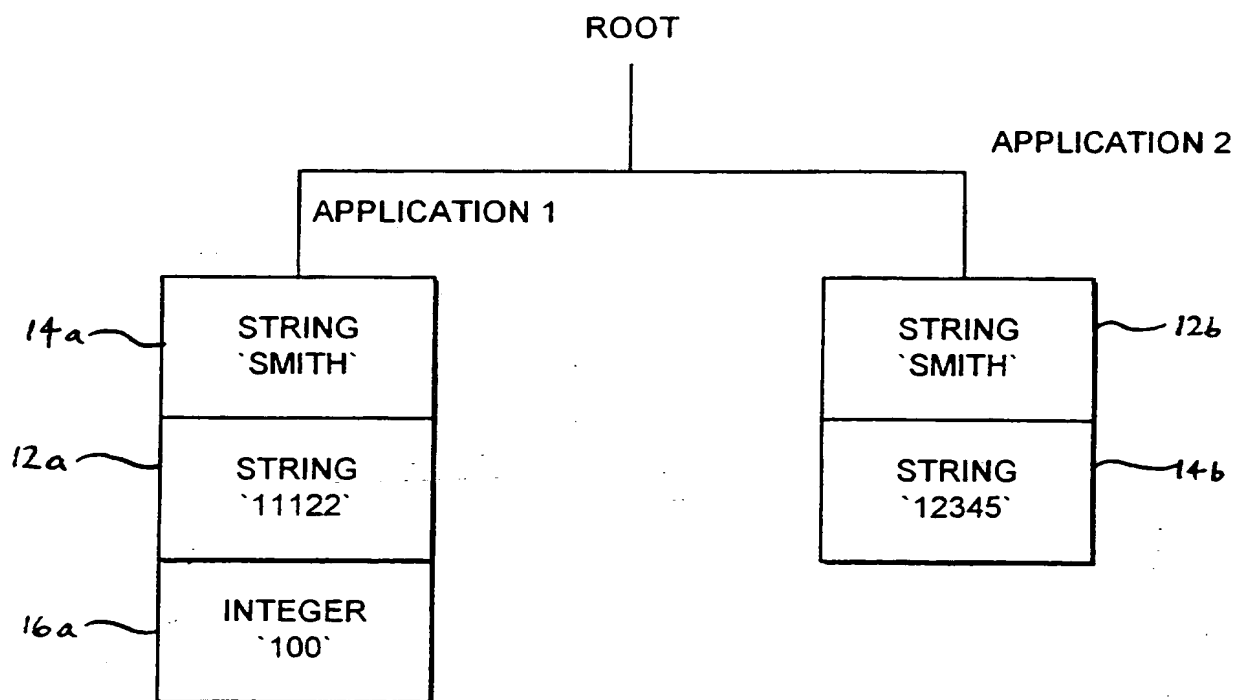 ROOT
APPLICATION 2
APPLICATION 1
14a
STRING
`SMITH`
12a
STRING
`11122`
16a
INTEGER
`100`
STRING
`SMITH`
12b
STRING
`12345`
14b